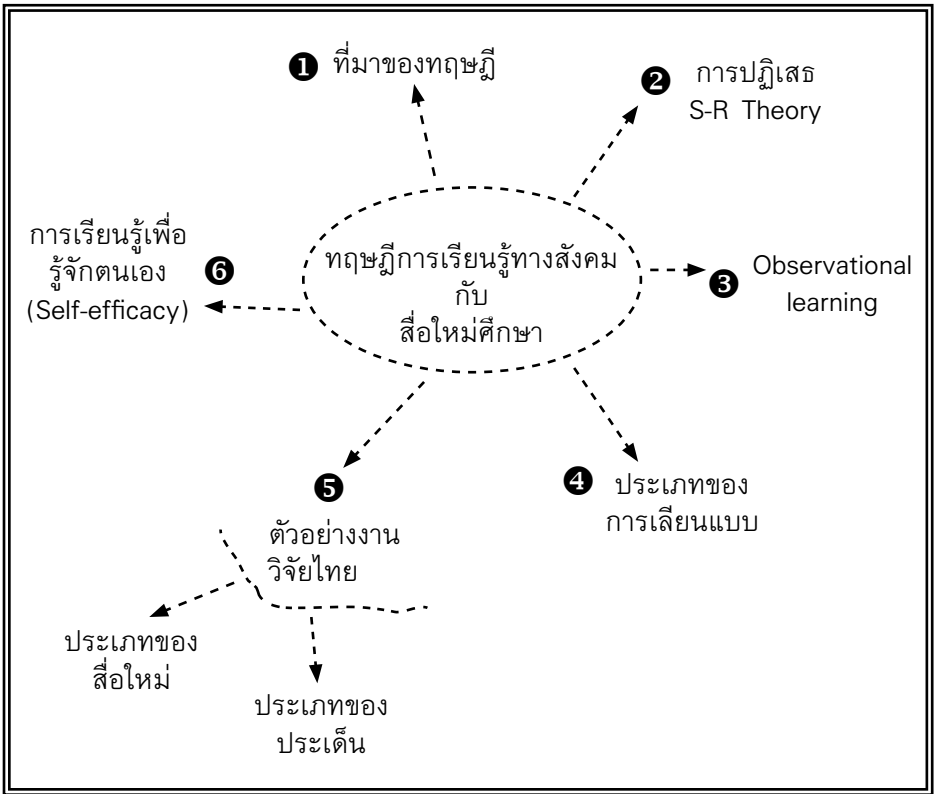 ❶ ที่มาของทฤษฎี
❷ การปฏิเสธ
S-R Theory
ทฤษฎีการเรียนรู้ทางสังคม
กับ
สื่อใหม่ศึกษา
❸ Observational
learning
❹ ประเภทของ
การเลียนแบบ
❺
ตัวอย่างงาน
วิจัยไทย
ประเภทของ
สื่อใหม่
ประเภทของ
ประเด็น
การเรียนรู้เพื่อ
รู้จักตนเอง ❻
(Self-efficacy)